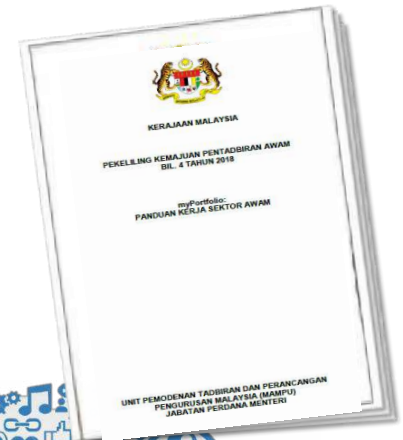 KERAJAAN MALAYSIA
PEKELILING KEMAJUAN PENTADBIRAN AWAM
BIL. 4 TAHUN 2018
myPortfolio:
PANDUAN KERJA SEKTOR AWAM
UNIT PEMODENAN TADBIRAN DAN PERANCANGAN
PENGURUSAN MALAYSIA (MAMPU)
JABATAN PERDANA MENTERI